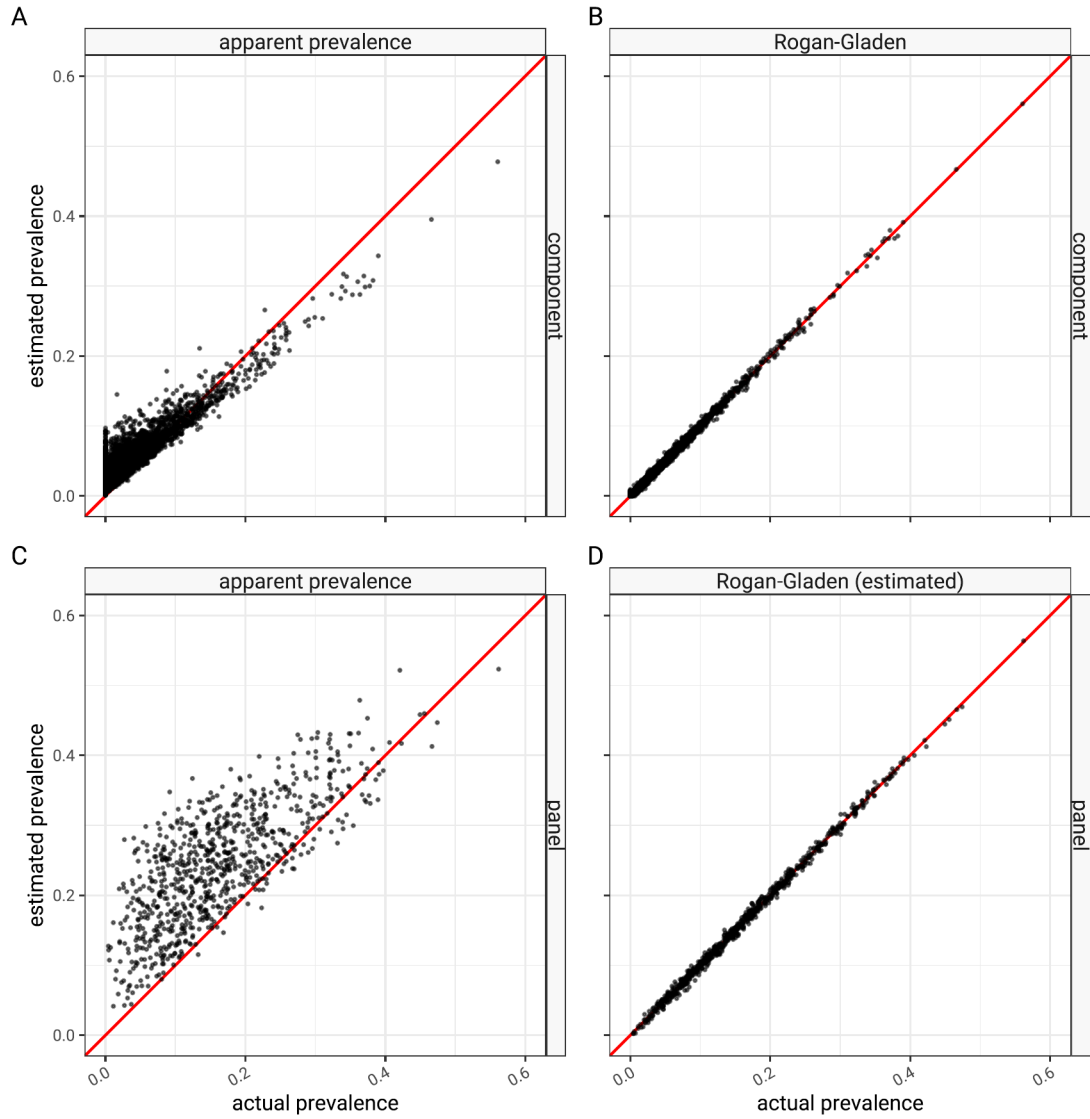 A
apparent prevalence
0.6
0.4
0.2
0.0
estimated prevalence
component
B
Rogan-Gladen
component
C
apparent prevalence
0.6
0.4
0.2
0.0
estimated prevalence
panel
0.0
0.2
0.4
0.6
actual prevalence
D
Rogan-Gladen (estimated)
panel
0.0
0.2
0.4
0.6
actual prevalence